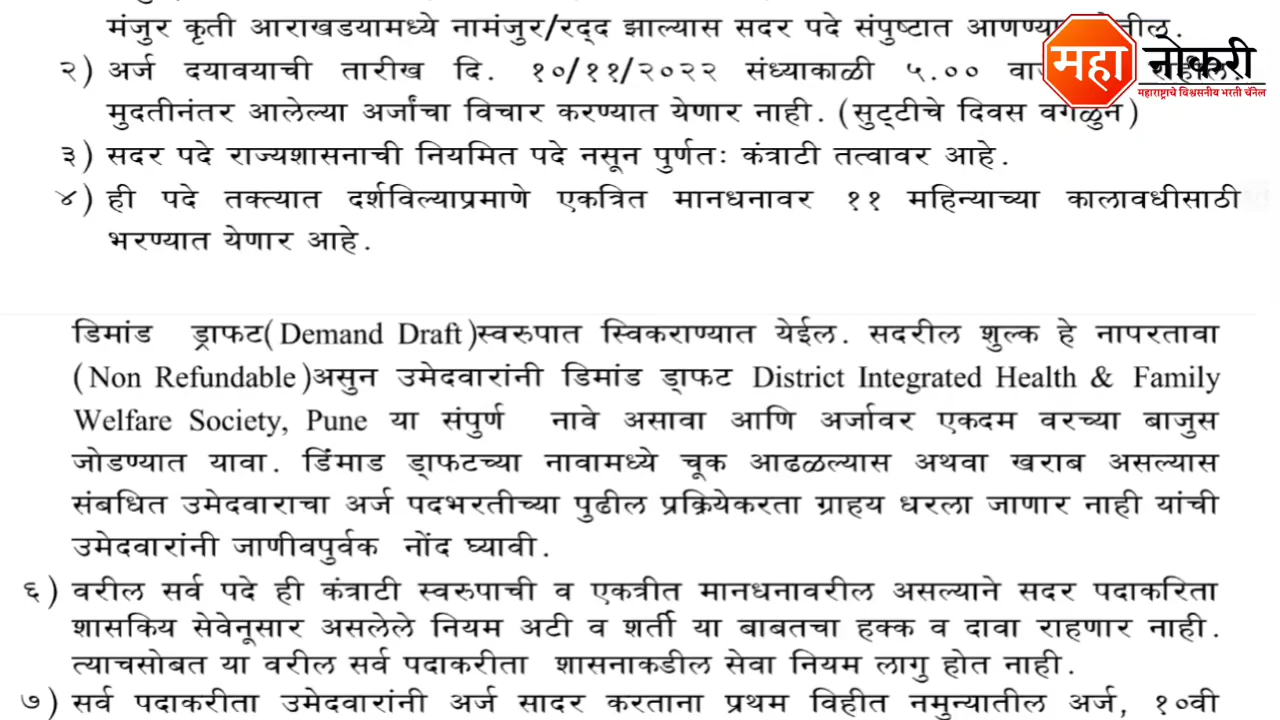 मंजुर कृती आराखडयामध्ये नामंजुर/रद्द झाल्यास सदर पदे संपुष्टात
महा नोकरी
महाराष्ट्राचे विश्वसनीय भरती चॅनेल
२) अर्ज दयावयाची तारीख दि. १०/११/२०२२ संध्याकाळी ५.००
मुदतीनंतर आलेल्या अर्जांचा विचार करण्यात येणार नाही. (सुट्टीचे दिवस वगळुन)
३) सदर पदे राज्यशासनाची नियमित पदे नसून पुर्णतः कंत्राटी तत्वावर आहे.
४) ही पदे तक्त्यात दर्शविल्याप्रमाणे एकत्रित मानधनावर ११ महिन्याच्या कालावधीसाठी
भरण्यात येणार आहे.
डिमांड ड्राफट(Demand Draft)स्वरुपात स्विकराण्यात येईल. सदरील शुल्क हे नापरतावा
(Non Refundable)असुन उमेदवारांनी डिमांड ड्राफट District Integrated Health & Family
Welfare Society, Pune या संपुर्ण नावे असावा आणि अर्जावर एकदम वरच्या बाजुस
जोडण्यात यावा. डिंमाड ड्राफटच्या नावामध्ये चूक आढळल्यास अथवा खराब असल्यास
संबधित उमेदवाराचा अर्ज पदभरतीच्या पुढील प्रक्रियेकरता ग्राहय धरला जाणार नाही यांची
उमेदवारांनी जाणीवपुर्वक नोंद घ्यावी.
६) वरील सर्व पदे ही कंत्राटी स्वरुपाची व एकत्रीत मानधनावरील असल्याने सदर पदाकरिता
शासकिय सेवेनूसार असलेले नियम अटी व शर्ती या बाबतचा हक्क व दावा राहणार नाही.
त्याचसोबत या वरील सर्व पदाकरीता शासनाकडील सेवा नियम लागु होत नाही.
७) सर्व पदाकरीता उमेदवारांनी अर्ज सादर करताना प्रथम विहीत नमुन्यातील अर्ज, १०वी